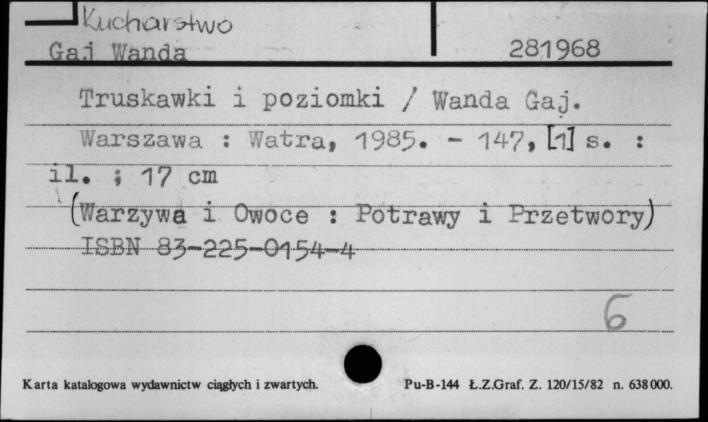 Kucharstwo
Gaj Wanda 281968
Truskawki i poziomki / Wanda Gaj.
Warszawa : Watra, 1985. - 147, [1] s. :
il. ; 17 cm
(Warzywa i Owoce : Potrawy i Przetwory)
ISBN 83-225-0154-4
6
Karta katalogowa wydawnictw ciągłych i zwartych. Pu-B-144 Ł.Z.Graf. Z. 120/15/82 n. 638000.